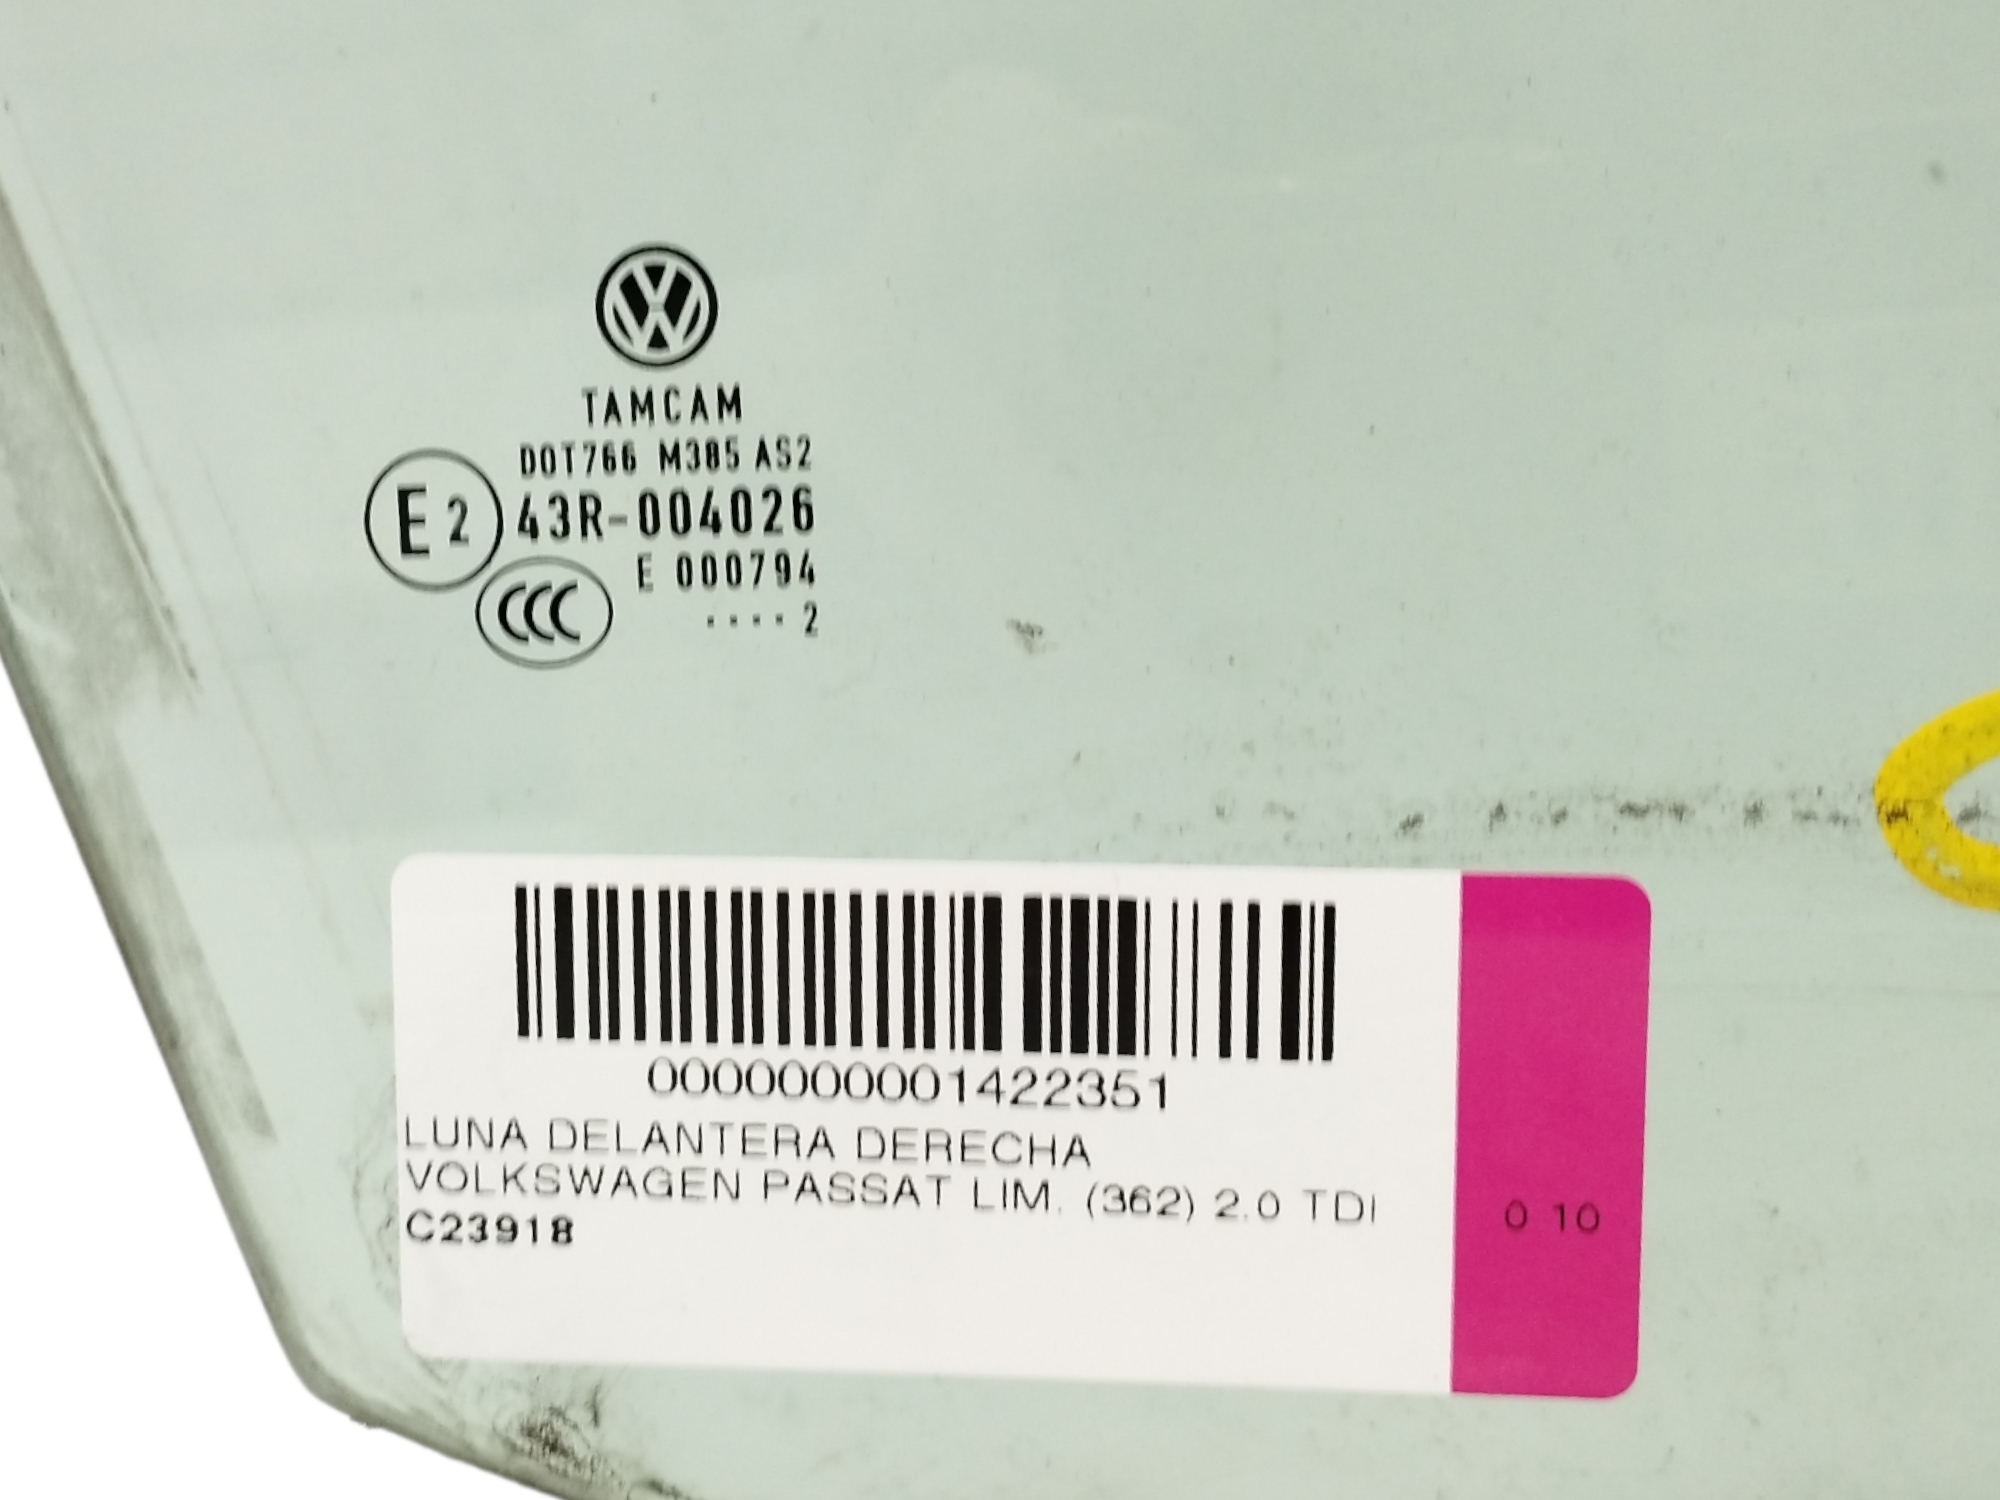 TAMCAM
DOT766 M385 AS2
E2 43R-004026
E 000794
CCC
····2
0000000001422351
LUNA DELANTERA DERECHA
VOLKSWAGEN PASSAT LIM. (362) 2.0 TDI
C23918
0 10